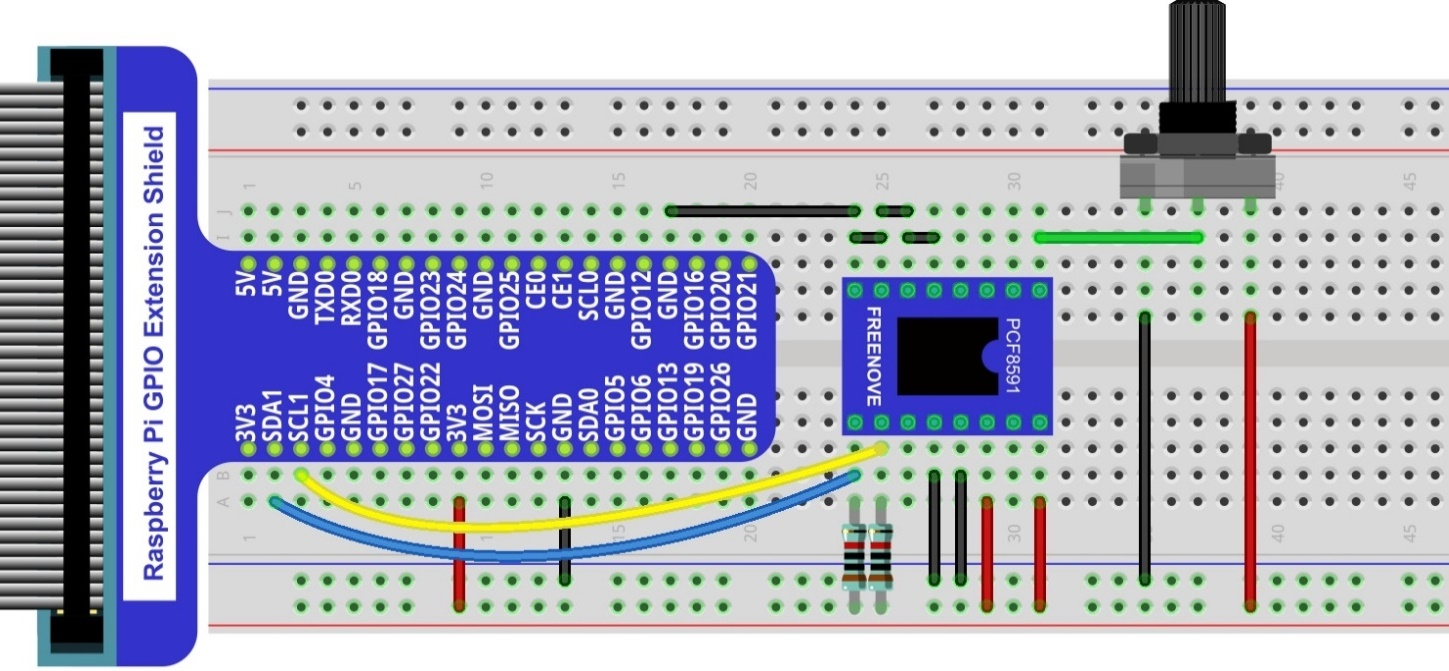 Raspberry Pi GPIO Extension Shield
1 5 10 15 20 25 30 40 45
J
I
5V 5V GND TXD0 RXD0 GPIO18 GND GPIO23 GPIO24 GND GPIO25 CE0 CE1 SCL0 GND GPIO12 GND GPIO16 GPIO20 GPIO21
3V3 SDA1 SCL1 GPIO4 GND GPIO17 GPIO27 GPIO22 3V3 MOSI MISO SCK GND SDA0 GPIO5 GPIO6 GPIO13 GPIO19 GPIO26 GND
FREENOVE
PCF8591
B
A
1 15 20 30 40 45